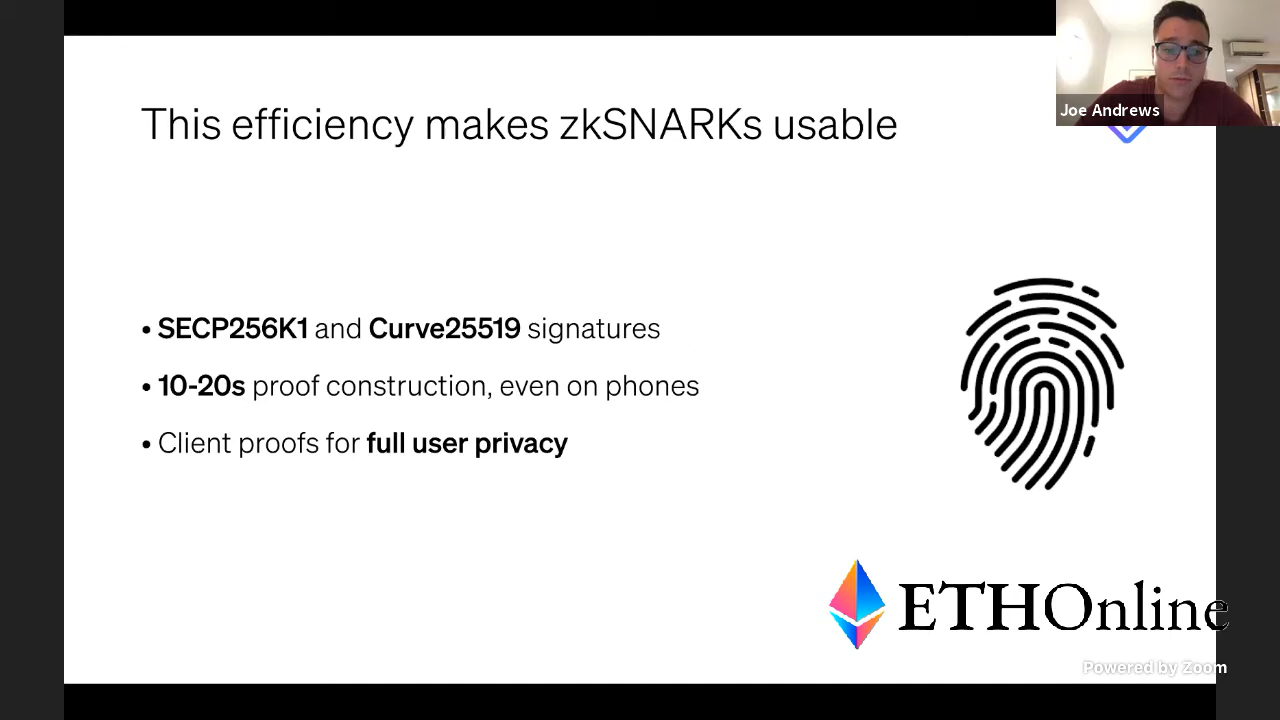 This efficiency makes zkSNARKs usable
Joe Andrews
• SECP256K1 and Curve25519 signatures
• 10-20s proof construction, even on phones
• Client proofs for full user privacy
ETHOnline
Powered by Zoom